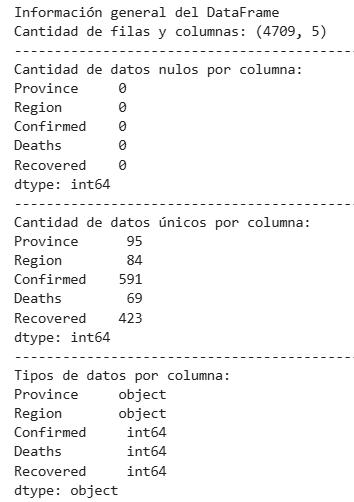 Información general del DataFrame
Cantidad de filas y columnas: (4709, 5)
----------------------------------------
Cantidad de datos nulos por columna:
Province    0
Region      0
Confirmed   0
Deaths      0
Recovered   0
dtype: int64
----------------------------------------
Cantidad de datos únicos por columna:
Province     95
Region       84
Confirmed   591
Deaths       69
Recovered   423
dtype: int64
----------------------------------------
Tipos de datos por columna:
Province    object
Region      object
Confirmed    int64
Deaths       int64
Recovered    int64
dtype: object